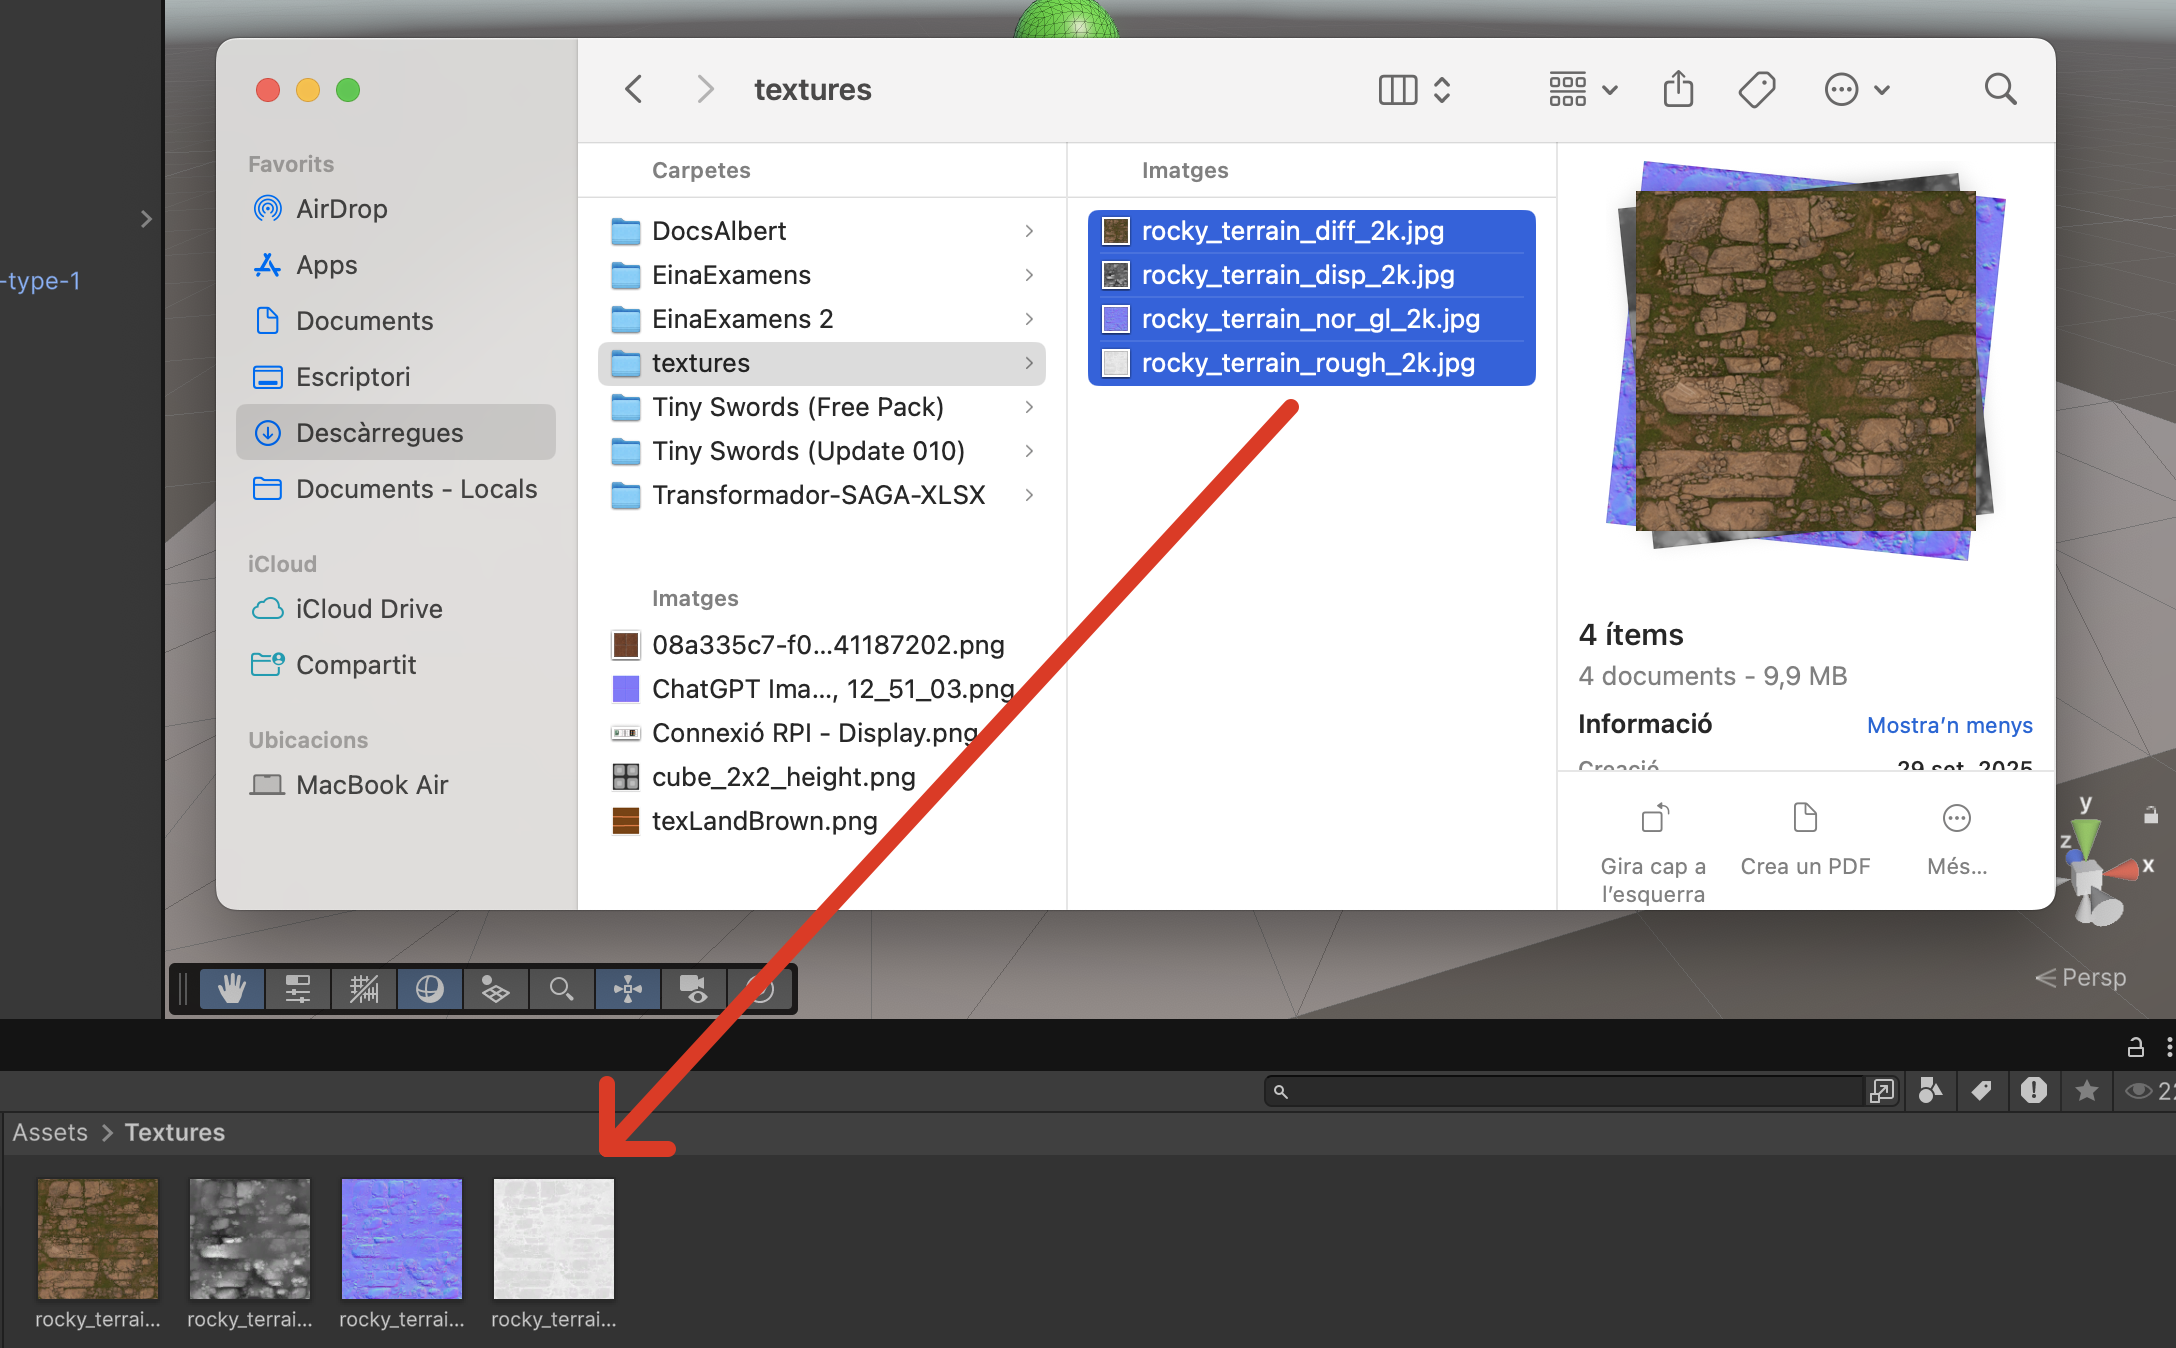 textures
Favorits
AirDrop
Apps
Documents
Escriptori
Descàrregues
Documents - Locals
iCloud
iCloud Drive
Compartit
Ubicacions
MacBook Air
Carpetes
DocsAlbert
EinaExamens
EinaExamens 2
textures
Tiny Swords (Free Pack)
Tiny Swords (Update 010)
Transformador-SAGA-XLSX
Imatges
08a335c7-f0...41187202.png
ChatGPT Ima..., 12_51_03.png
Connexió RPI - Display.png
cube_2x2_height.png
texLandBrown.png
Imatges
rocky_terrain_diff_2k.jpg
rocky_terrain_disp_2k.jpg
rocky_terrain_nor_gl_2k.jpg
rocky_terrain_rough_2k.jpg
4 ítems
4 documents - 9,9 MB
Informació
Mostra'n menys
Creació
29 set. 2025
Gira cap a
l'esquerra
Crea un PDF
Més...
-type-1
y
z
x
Persp
22
Assets > Textures
rocky_terrai...
rocky_terrai...
rocky_terrai...
rocky_terrai...